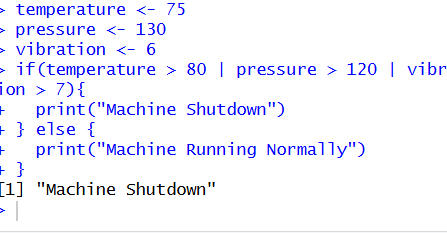 > temperature <- 75
> pressure <- 130
> vibration <- 6
> if(temperature > 80 | pressure > 120 | vibr
ion > 7){
+   print("Machine Shutdown")
+ } else {
+   print("Machine Running Normally")
+ }
[1] "Machine Shutdown"
>